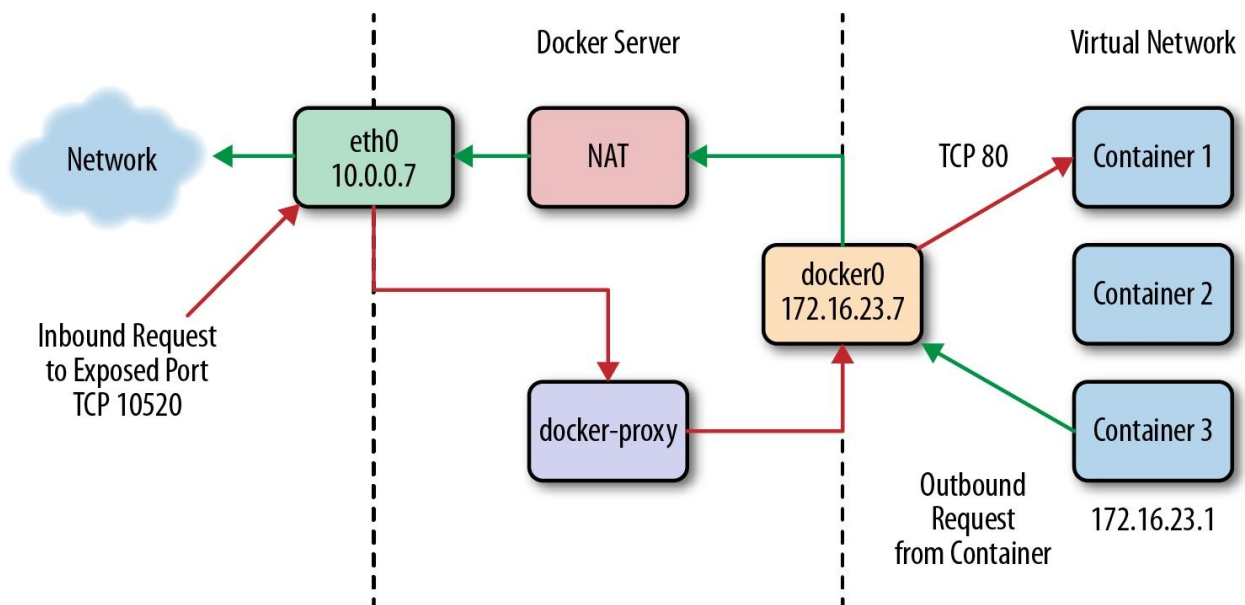 Docker Server
Virtual Network
Network
eth0
10.0.0.7
NAT
TCP 80
Container 1
docker0
172.16.23.7
Container 2
Inbound Request
to Exposed Port
TCP 10520
docker-proxy
Container 3
Outbound
Request
from Container
172.16.23.1